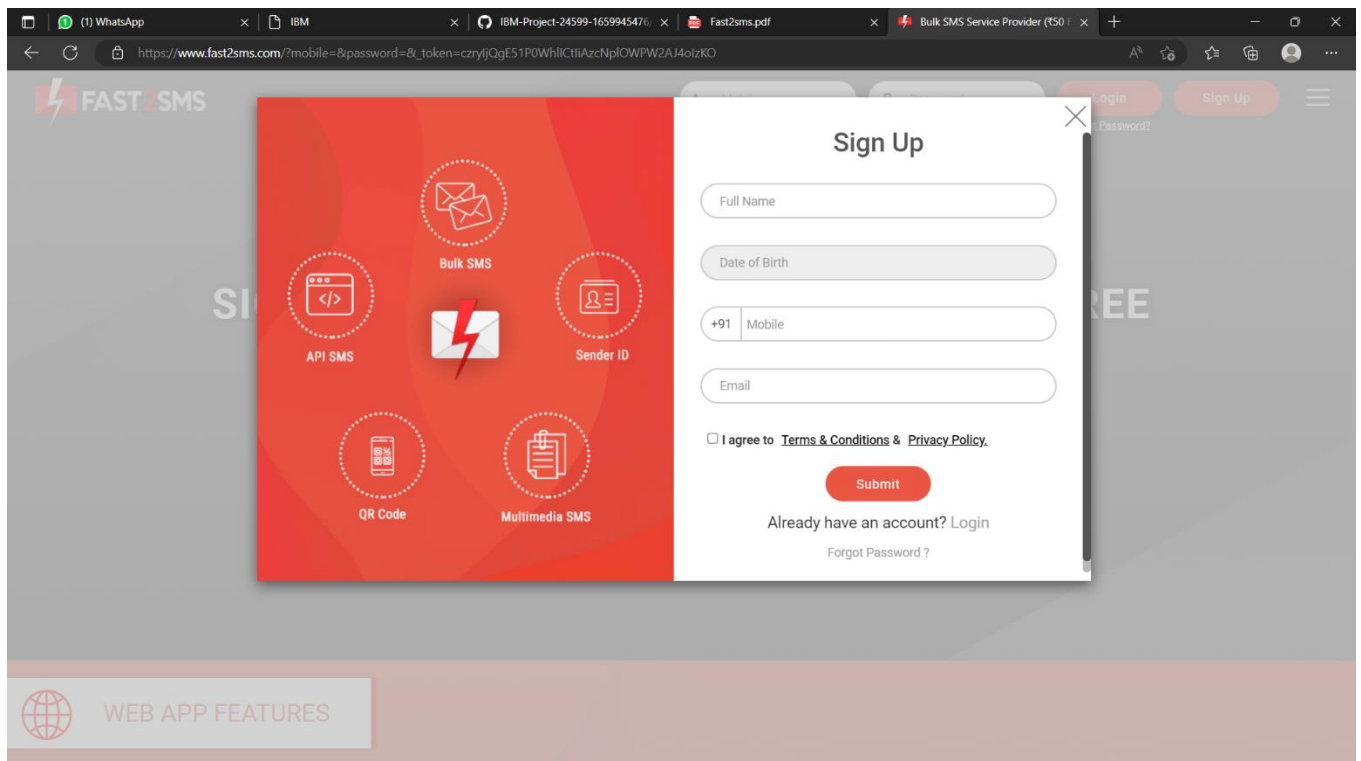 (1) WhatsApp
IBM
IBM-Project-24599-1659945476/
Fast2sms.pdf
Bulk SMS Service Provider (₹50 F
https://www.fast2sms.com/?mobile=&password=&_token=
FAST2SMS
Login
Sign Up
t Password?
Sign Up
Full Name
Date of Birth
+91 Mobile
Email
I agree to Terms & Conditions & Privacy Policy.
Submit
Already have an account? Login
Forgot Password ?
Bulk SMS
API SMS
Sender ID
QR Code
Multimedia SMS
SI
REE
WEB APP FEATURES